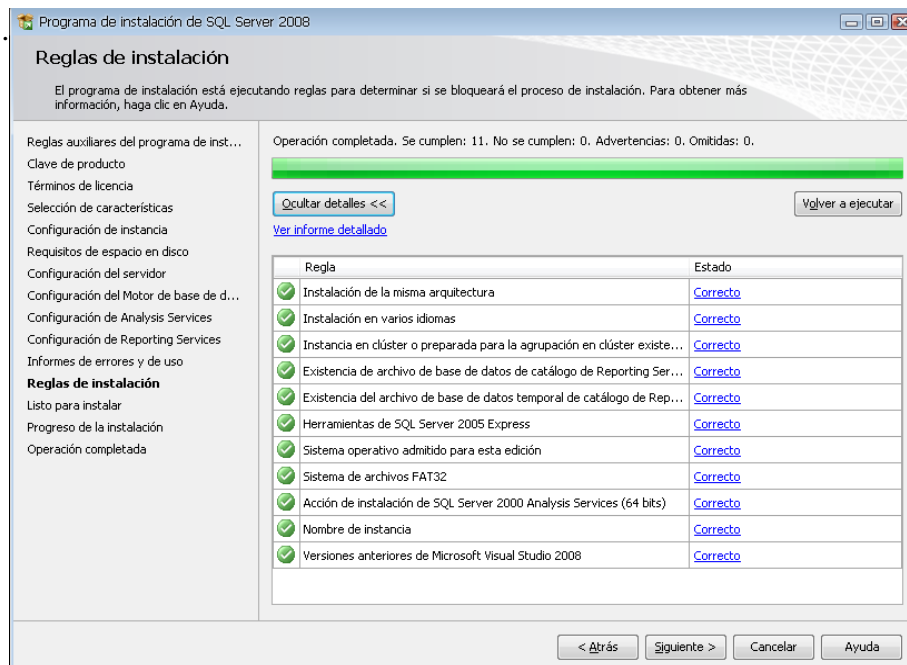 Programa de instalación de SQL Server 2008
Reglas de instalación
El programa de instalación está ejecutando reglas para determinar si se bloqueará el proceso de instalación. Para obtener más
información, haga clic en Ayuda.
Reglas auxiliares del programa de inst...
Clave de producto
Términos de licencia
Selección de características
Configuración de instancia
Requisitos de espacio en disco
Configuración del servidor
Configuración del Motor de base de d...
Configuración de Analysis Services
Configuración de Reporting Services
Informes de errores y de uso
Reglas de instalación
Listo para instalar
Progreso de la instalación
Operación completada
Operación completada. Se cumplen: 11. No se cumplen: 0. Advertencias: 0. Omitidas: 0.
Ocultar detalles <<
Volver a ejecutar
Ver informe detallado
Regla Estado
Instalación de la misma arquitectura Correcto
Instalación en varios idiomas Correcto
Instancia en clúster o preparada para la agrupación en clúster existe... Correcto
Existencia de archivo de base de datos de catálogo de Reporting Ser... Correcto
Existencia del archivo de base de datos temporal de catálogo de Rep... Correcto
Herramientas de SQL Server 2005 Express Correcto
Sistema operativo admitido para esta edición Correcto
Sistema de archivos FAT32 Correcto
Acción de instalación de SQL Server 2000 Analysis Services (64 bits) Correcto
Nombre de instancia Correcto
Versiones anteriores de Microsoft Visual Studio 2008 Correcto
< Atrás Siguiente > Cancelar Ayuda